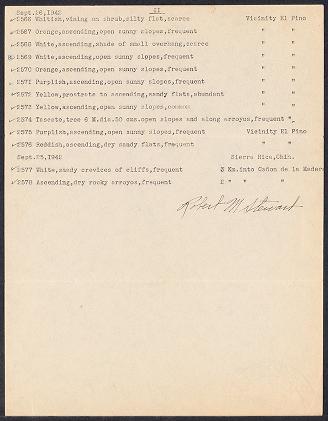 Sept.16,1942 II
✓2566 Whitish,vining on shrub,silty flat,scarce Vicinity El Pino
✓2567 Orange,ascending,open sunny slopes,frequent " "
✓2568 White,ascending,shade of small overhang,scarce " "
✓2569 White,ascending,open sunny slopes,frequent " "
✓2570 Orange,ascending,open sunny slopes,frequent " "
✓2571 Purplish,ascending,open sunny slopes,frequent " "
✓2572 Yellow,prostrate to ascending,sandy flats,abundant " "
✓2573 Yellow,ascending,open sunny slopes,common " "
✓2574 Tascate,tree 6 M.dia.50 cms.open slopes and along arroyos,frequent ",
✓2575 Purplish,ascending,open sunny slopes,frequent Vicinity El Pino
✓2576 Reddish,ascending,dry sandy flats,frequent " "
Sept.23,1942 Sierra Rica,Chih.
✓2577 White,sandy crevices of cliffs,frequent 3 Km.into Cañon de la Madera
✓2578 Ascending,dry rocky arroyos,frequent 2 " " "
Robert M Stewart